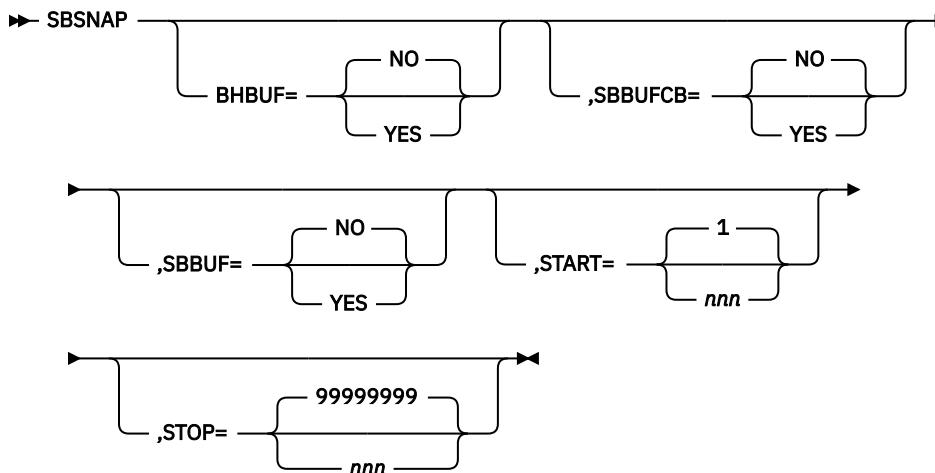 SBSNAP
NO
NO
BHBUF=
,SBBUFCB=
YES
YES
NO
1
,SBBUF=
,START=
YES
nnn
99999999
,STOP=
nnn